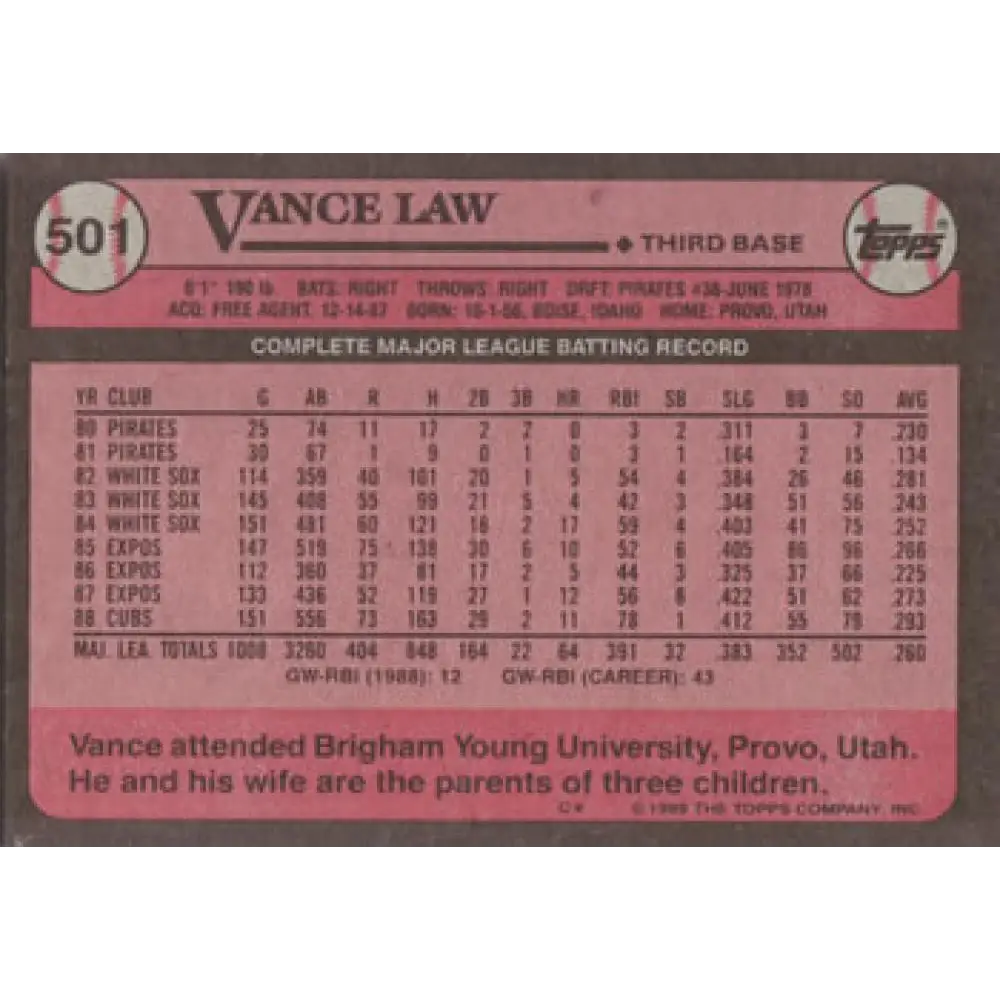 501 VANCE LAW topps®
THIRD BASE
6'1" 190 lb BATS: RIGHT THROWS: RIGHT DRFT: PIRATES #38-JUNE 1978
ACQ: FREE AGENT, 12-14-87 BORN: 10-1-56, BOISE, IDAHO HOME: PROVO, UTAH
COMPLETE MAJOR LEAGUE BATTING RECORD
YR CLUB G AB R H 2B 3B HR RBI SB SLG BB SO AVG
80 PIRATES 25 74 11 17 2 2 0 3 2 .311 3 7 .230
81 PIRATES 30 67 1 9 0 1 0 3 1 .164 2 15 .134
82 WHITE SOX 114 359 40 101 20 1 5 54 4 .384 26 46 .281
83 WHITE SOX 145 408 55 99 21 5 4 42 3 .348 51 56 .243
84 WHITE SOX 151 481 60 121 18 2 17 59 4 .403 41 75 .252
85 EXPOS 147 519 75 138 30 6 10 52 6 .405 86 96 .266
86 EXPOS 112 360 37 81 17 2 5 44 3 .325 37 66 .225
87 EXPOS 133 436 52 119 27 1 12 56 8 .422 51 62 .273
88 CUBS 151 556 73 163 29 2 11 78 1 .412 55 79 .293
MAJ. LEA. TOTALS 1008 3260 404 848 164 22 64 391 32 .383 352 502 .260
GW-RBI (1988): 12 GW-RBI (CAREER): 43
Vance attended Brigham Young University, Provo, Utah.
He and his wife are the parents of three children.
C* © 1989 THE TOPPS COMPANY, INC.